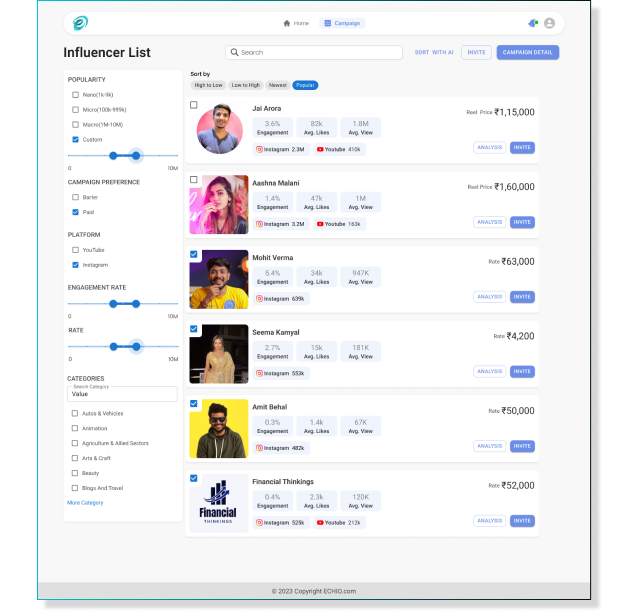 Home
Campaign
Influencer List
Search
SORT WITH AI
INVITE
CAMPAIGN DETAIL
POPULARITY
Nano(1k-9k)
Micro(100k-999k)
Macro(1M-10M)
Custom
0
10M
CAMPAIGN PREFERENCE
Barter
Paid
PLATFORM
YouTube
Instagram
ENGAGEMENT RATE
0
10M
RATE
0
10M
CATEGORIES
Search Category
Value
Autos & Vehicles
Animation
Agriculture & Allied Sectors
Arts & Craft
Beauty
Blogs And Travel
More Category
Sort by
High to Low
Low to High
Newest
Popular
Jai Arora
3.6%
82k
1.8M
Engagement
Avg. Likes
Avg. View
Instagram 2.3M
Youtube 410k
Reel Price ₹1,15,000
ANALYSIS
INVITE
Aashna Malani
1.4%
47k
1M
Engagement
Avg. Likes
Avg. View
Instagram 3.2M
Youtube 163k
Reel Price ₹1,60,000
ANALYSIS
INVITE
Mohit Verma
5.4%
34k
947K
Engagement
Avg. Likes
Avg. View
Instagram 639k
Rate ₹63,000
ANALYSIS
INVITE
Seema Kamyal
2.7%
15k
181K
Engagement
Avg. Likes
Avg. View
Instagram 553k
Rate ₹4,200
ANALYSIS
INVITE
Amit Behal
0.3%
1.4k
67K
Engagement
Avg. Likes
Avg. View
Instagram 482k
Rate ₹50,000
ANALYSIS
INVITE
Financial
THINKINGS
Financial Thinkings
0.4%
2.3k
120K
Engagement
Avg. Likes
Avg. View
Instagram 525k
Youtube 212k
Rate ₹52,000
ANALYSIS
INVITE
© 2023 Copyright ECHIO.com